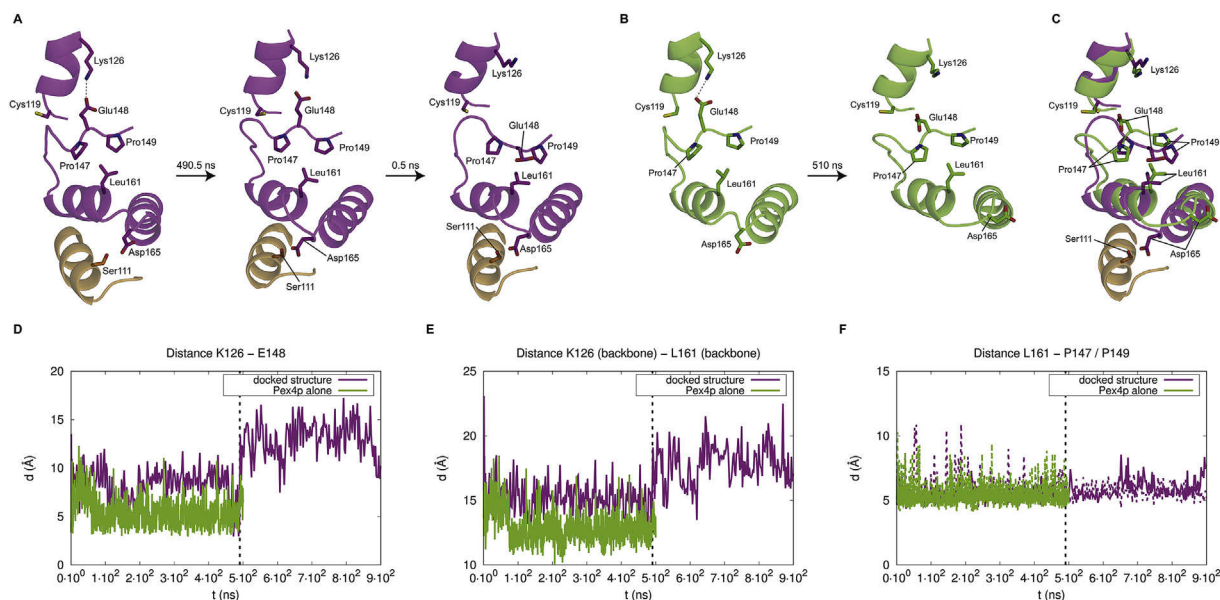 A
B
C
Lys126
Cys119
Glu148
Pro149
Pro147
Leu161
Asp165
Ser111
490.5 ns
Lys126
Cys119
Glu148
Pro147
Pro149
Leu161
Asp165
Ser111
0.5 ns
Lys126
Cys119
Glu148
Pro149
Pro147
Leu161
Ser111
Asp165
Lys126
Cys119
Glu148
Pro149
Pro147
Leu161
Asp165
510 ns
Lys126
Cys119
Glu148
Pro149
Pro147
Leu161
Asp165
Lys126
Cys119
Glu148
Pro149
Pro147
Leu161
Ser111
Asp165
D
Distance K126 – E148
docked structure
Pex4p alone
d (Å)
20
15
10
5
0
0·10⁰ 1·10² 2·10² 3·10² 4·10² 5·10² 6·10² 7·10² 8·10² 9·10²
t (ns)
E
Distance K126 (backbone) – L161 (backbone)
docked structure
Pex4p alone
d (Å)
25
20
15
10
0·10⁰ 1·10² 2·10² 3·10² 4·10² 5·10² 6·10² 7·10² 8·10² 9·10²
t (ns)
F
Distance L161 – P147 / P149
docked structure
Pex4p alone
d (Å)
15
10
5
0
0·10⁰ 1·10² 2·10² 3·10² 4·10² 5·10² 6·10² 7·10² 8·10² 9·10²
t (ns)